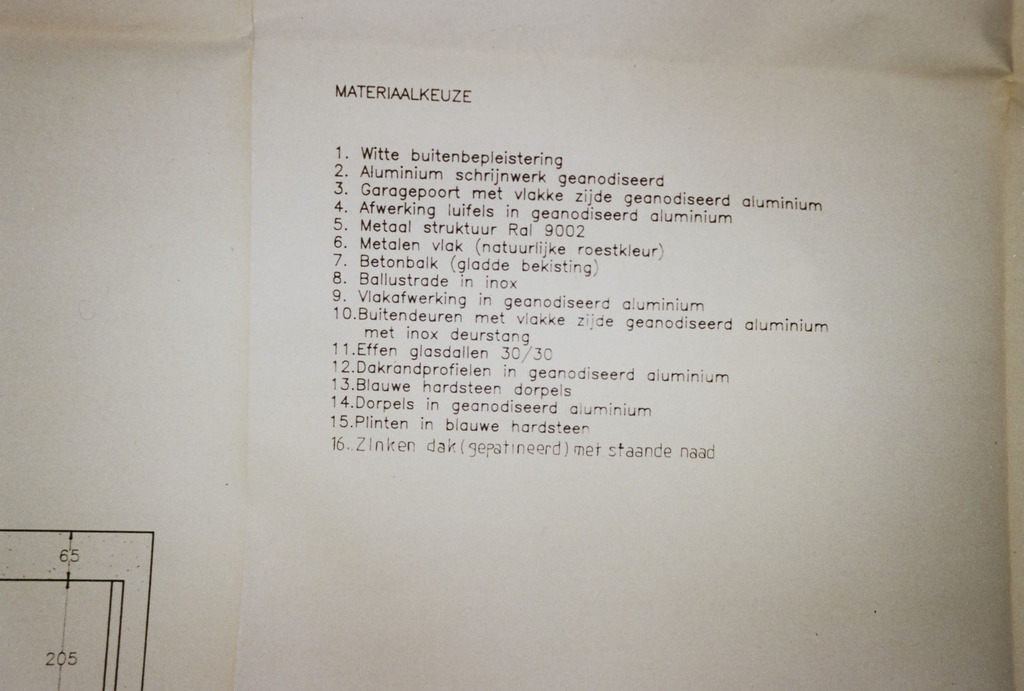 MATERIAALKEUZE
1. Witte buitenbepleistering
2. Aluminium schrijnwerk geanodiseerd
3. Garagepoort met vlakke zijde geanodiseerd aluminium
4. Afwerking luifels in geanodiseerd aluminium
5. Metaal struktuur Ral 9002
6. Metalen vlak (natuurlijke roestkleur)
7. Betonbalk (gladde bekisting)
8. Ballustrade in inox
9. Vlakafwerking in geanodiseerd aluminium
10.Buitendeuren met vlakke zijde geanodiseerd aluminium
met inox deurstang
11.Effen glasdallen 30/30
12.Dakrandprofielen in geanodiseerd aluminium
13.Blauwe hardsteen dorpels
14.Dorpels in geanodiseerd aluminium
15.Plinten in blauwe hardsteen
16..Zinken dak (gepatineerd) met staande naad
65
205